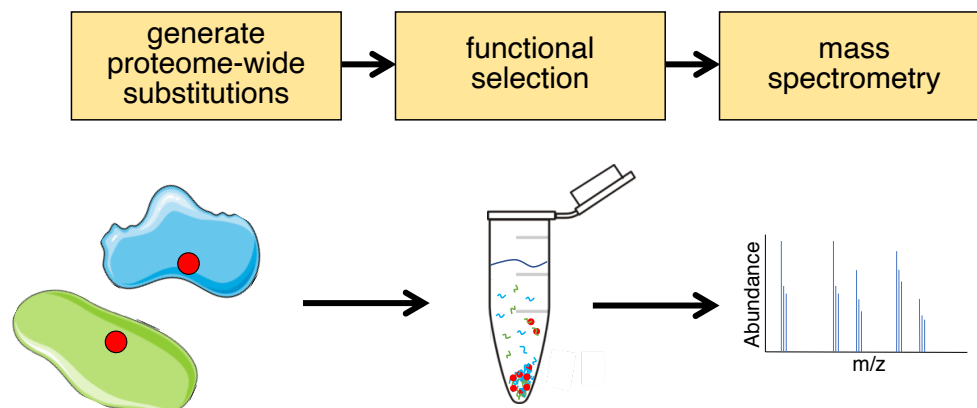 generate
proteome-wide
substitutions
functional
selection
mass
spectrometry
Abundance
m/z